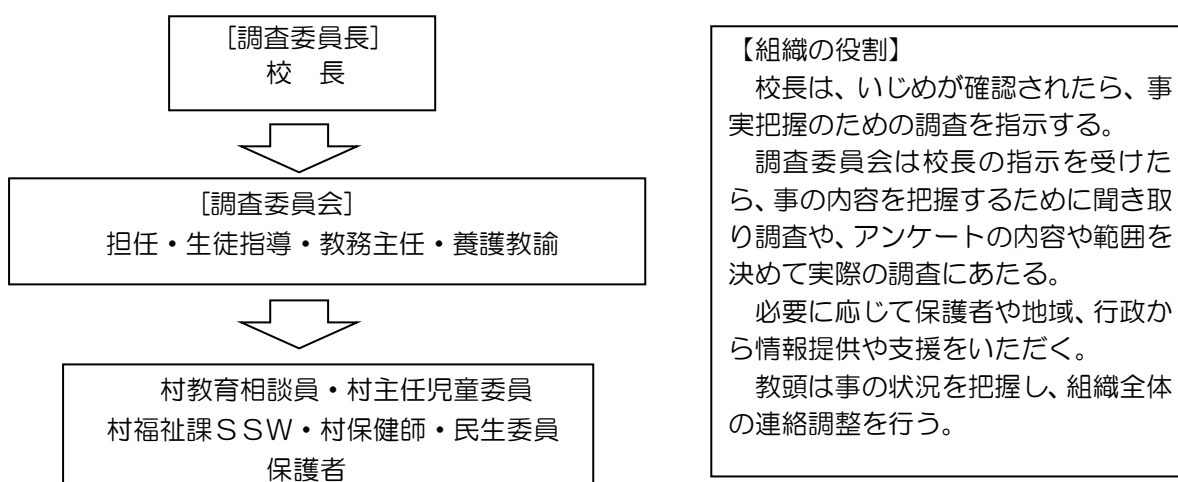 ［調査委員長］
校　長
［調査委員会］
担任・生徒指導・教務主任・養護教諭
村教育相談員・村主任児童委員
村福祉課ＳＳＷ・村保健師・民生委員
保護者
【組織の役割】
校長は、いじめが確認されたら、事
実把握のための調査を指示する。
調査委員会は校長の指示を受けた
ら、事の内容を把握するために聞き取
り調査や、アンケートの内容や範囲を
決めて実際の調査にあたる。
必要に応じて保護者や地域、行政か
ら情報提供や支援をいただく。
教頭は事の状況を把握し、組織全体
の連絡調整を行う。